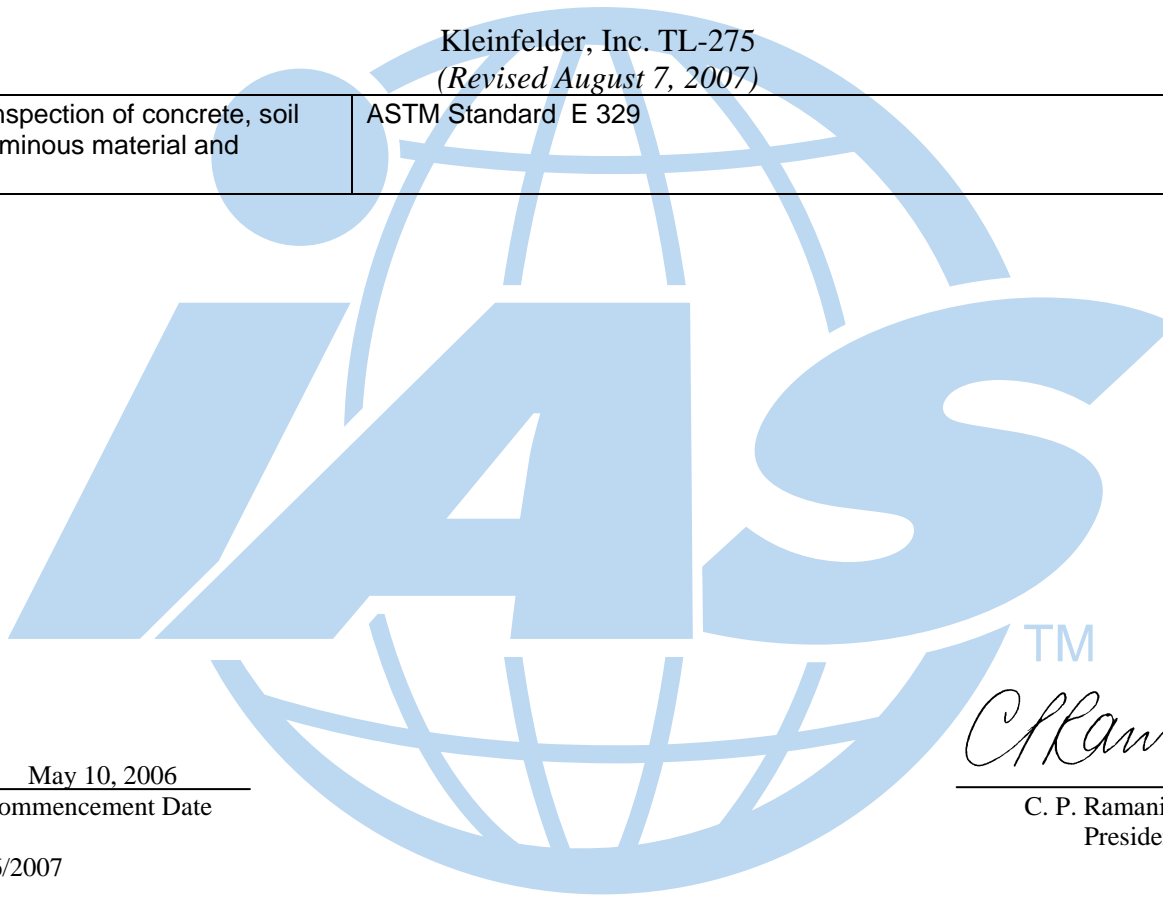 Kleinfelder, Inc. TL-275
(Revised August 7, 2007)
nspection of concrete, soil
minous material and
ASTM Standard E 329
IAS
TM
May 10, 2006
ommencement Date
C. P. Ramani
Preside
/2007